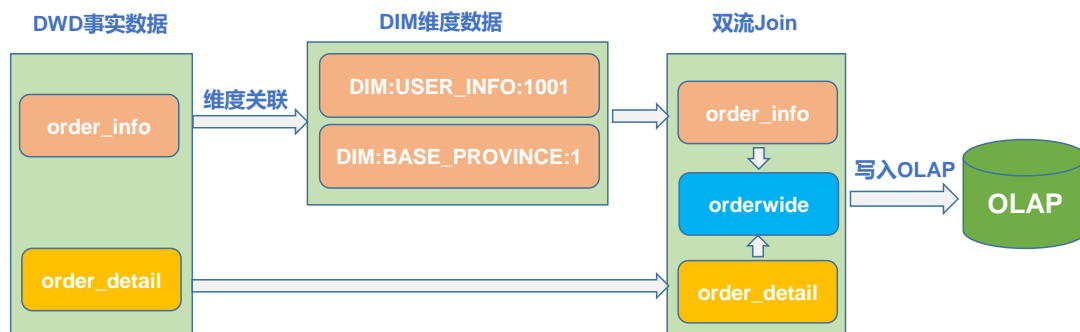 DWD事实数据
DIM维度数据
双流Join
order_info
维度关联
DIM:USER_INFO:1001
DIM:BASE_PROVINCE:1
order_info
orderwide
写入OLAP
OLAP
order_detail
order_detail